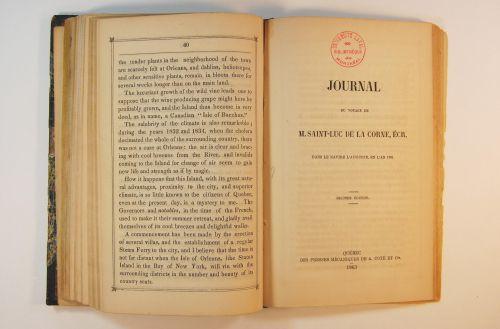 40
the tender plants in the neighborhood of the town
are scarcely felt at Orleans, and dahlias, heliotropes,
and other sensitive plants, remain in bloom there for
several weeks longer than on the main land.
The luxuriant growth of the wild vine leads one to
suppose that the wine producing grape might here be
profitably grown, and the Island thus become in very
deed, as in name, a Canadian "Isle of Bacchus."
The salubrity of the climate is also remarkable;
during the years 1832 and 1834, when the cholera
decimated the whole of the surrounding country, there
was not a case at Orleans: the air is clear and brac-
ing with cool breezes from the River, and invalids
coming to the Island for change of air seem to gain
new life and strength as if by magic.
How it happens that this Island, with its great natu-
ral advantages, proximity to the city, and superior
climate, is so little known to the citizens of Quebec,
even at the present day, is a mystery to me. The
Governors and notables, in the time of the French,
used to make it their summer retreat, and gladly avail
themselves of its cool breezes and delightful walks.
A commencement has been made by the erection
of several villas, and the establishment of a regular
Steam Ferry to the city, and I believe that the time is
not far distant when the Isle of Orleans, like Staten
Island in the Bay of New York, will vie with the
surrounding districts in the number and beauty of its
country seats.
BIBLIOTHÈQUE
MONTREAL
JOURNAL
DU VOYAGE DE
M. SAINT-LUC DE LA CORNE, ÉCR.
DANS LE NAVIRE L'AUGUSTE, EN L'AN 1761.
SECONDE ÉDITION.
QUÉBEC
DES PRESSES MÉCANIQUES DE A. COTÉ ET Cie.
1863